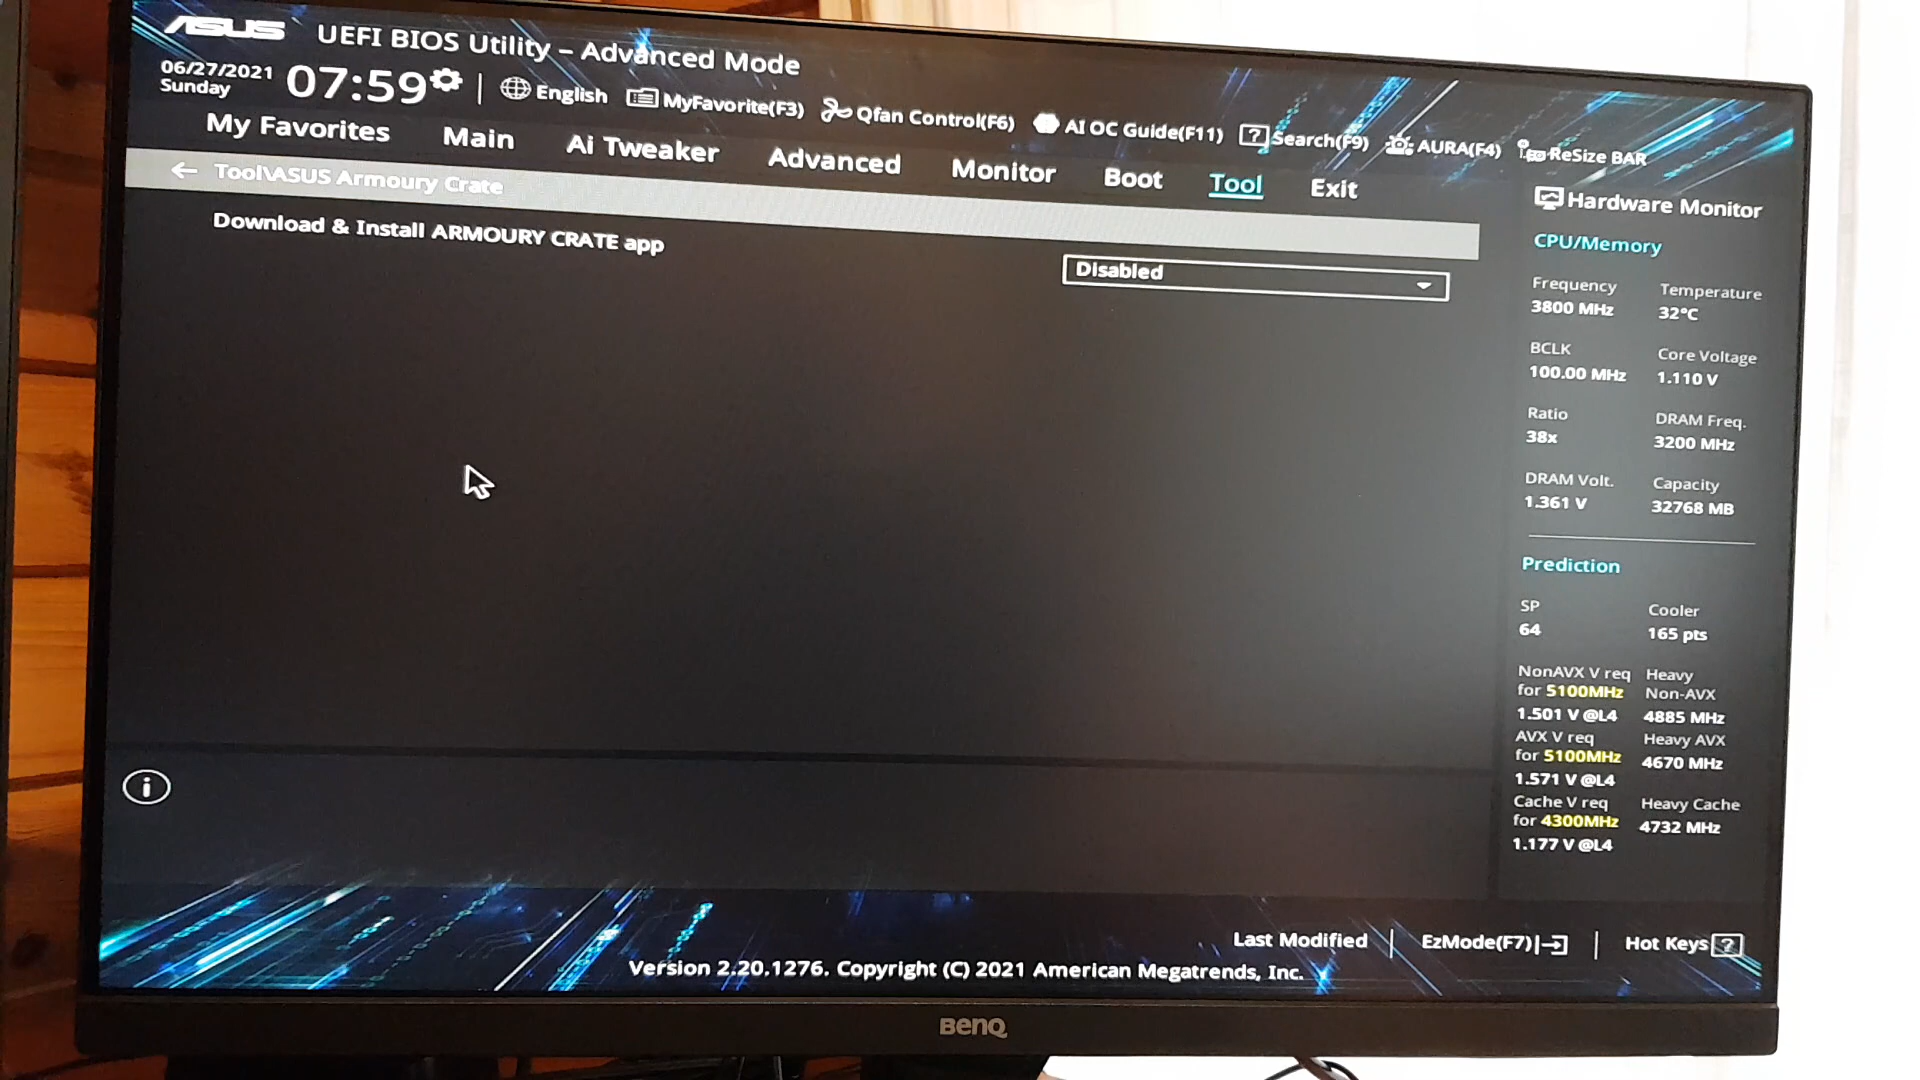 ASUS UEFI BIOS Utility – Advanced Mode
06/27/2021
Sunday
07:59
English
MyFavorite(F3)
Qfan Control(F6)
AI OC Guide(F11)
Search(F9)
AURA(F4)
ReSize BAR
My Favorites
Main
Ai Tweaker
Advanced
Monitor
Boot
Tool
Exit
Tool\ASUS Armoury Crate
Download & Install ARMOURY CRATE app
Disabled
Hardware Monitor
CPU/Memory
Frequency Temperature
3800 MHz 32°C
BCLK Core Voltage
100.00 MHz 1.110 V
Ratio DRAM Freq.
38x 3200 MHz
DRAM Volt. Capacity
1.361 V 32768 MB
Prediction
SP Cooler
64 165 pts
NonAVX V req Heavy
for 5100MHz Non-AVX
1.501 V @L4 4885 MHz
AVX V req Heavy AVX
for 5100MHz 4670 MHz
1.571 V @L4
Cache V req Heavy Cache
for 4300MHz 4732 MHz
1.177 V @L4
Last Modified
EzMode(F7)
Hot Keys ?
Version 2.20.1276. Copyright (C) 2021 American Megatrends, Inc.
BenQ